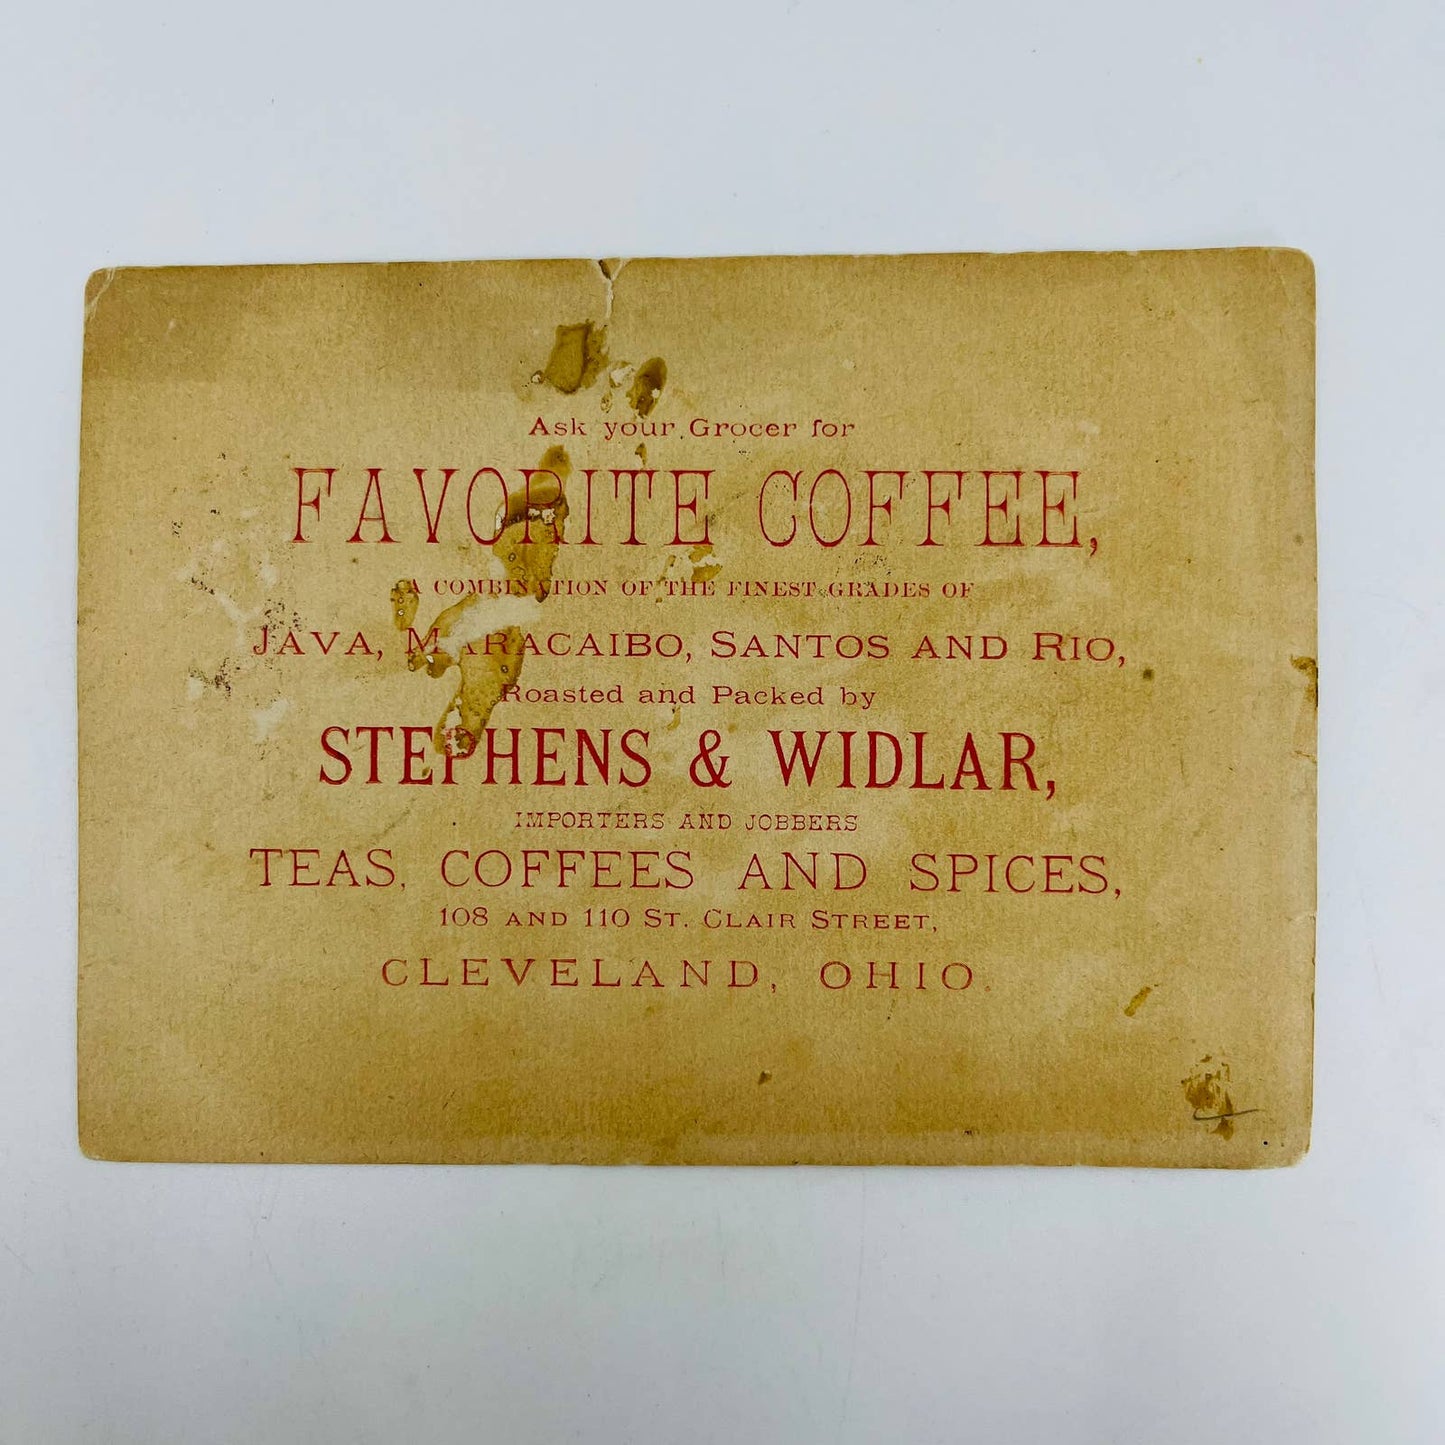 Ask your Grocer for
FAVORITE COFFEE,
A COMBINATION OF THE FINEST GRADES OF
JAVA, MARACAIBO, SANTOS AND RIO,
Roasted and Packed by
STEPHENS & WIDLAR,
IMPORTERS AND JOBBERS
TEAS, COFFEES AND SPICES,
108 AND 110 ST. CLAIR STREET,
CLEVELAND, OHIO.